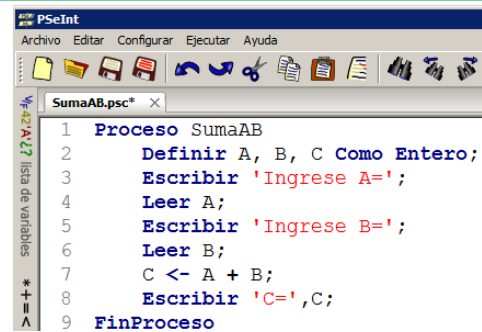 PSeInt
Archivo Editar Configurar Ejecutar Ayuda
SumaAB.psc* ×
lista de variables
* + = <
1 Proceso SumaAB
2 Definir A, B, C Como Entero;
3 Escribir 'Ingrese A=';
4 Leer A;
5 Escribir 'Ingrese B=';
6 Leer B;
7 C <- A + B;
8 Escribir 'C=',C;
9 FinProceso